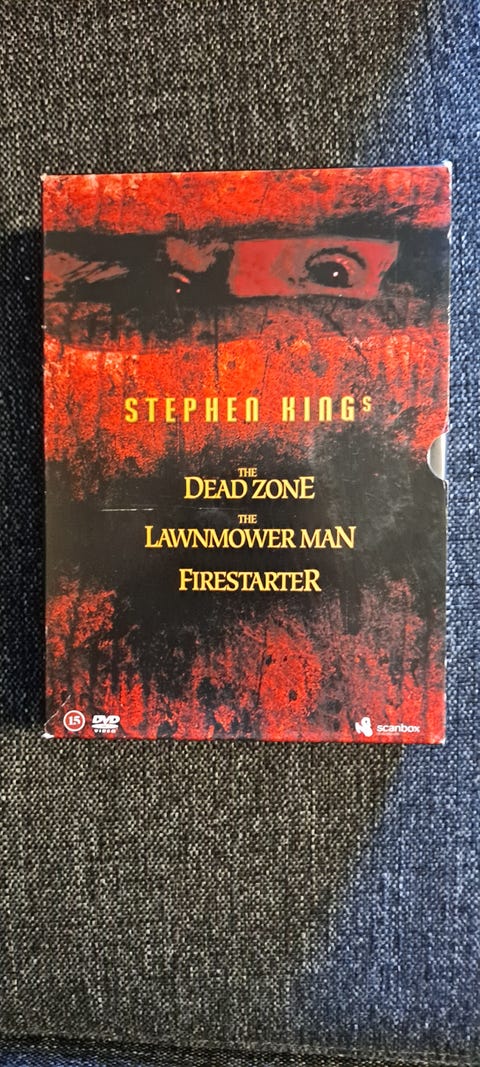 STEPHEN KINGS
THE
DEAD ZONE
THE
LAWNMOWER MAN
FIRESTARTER
15 DVD VIDEO scanbox